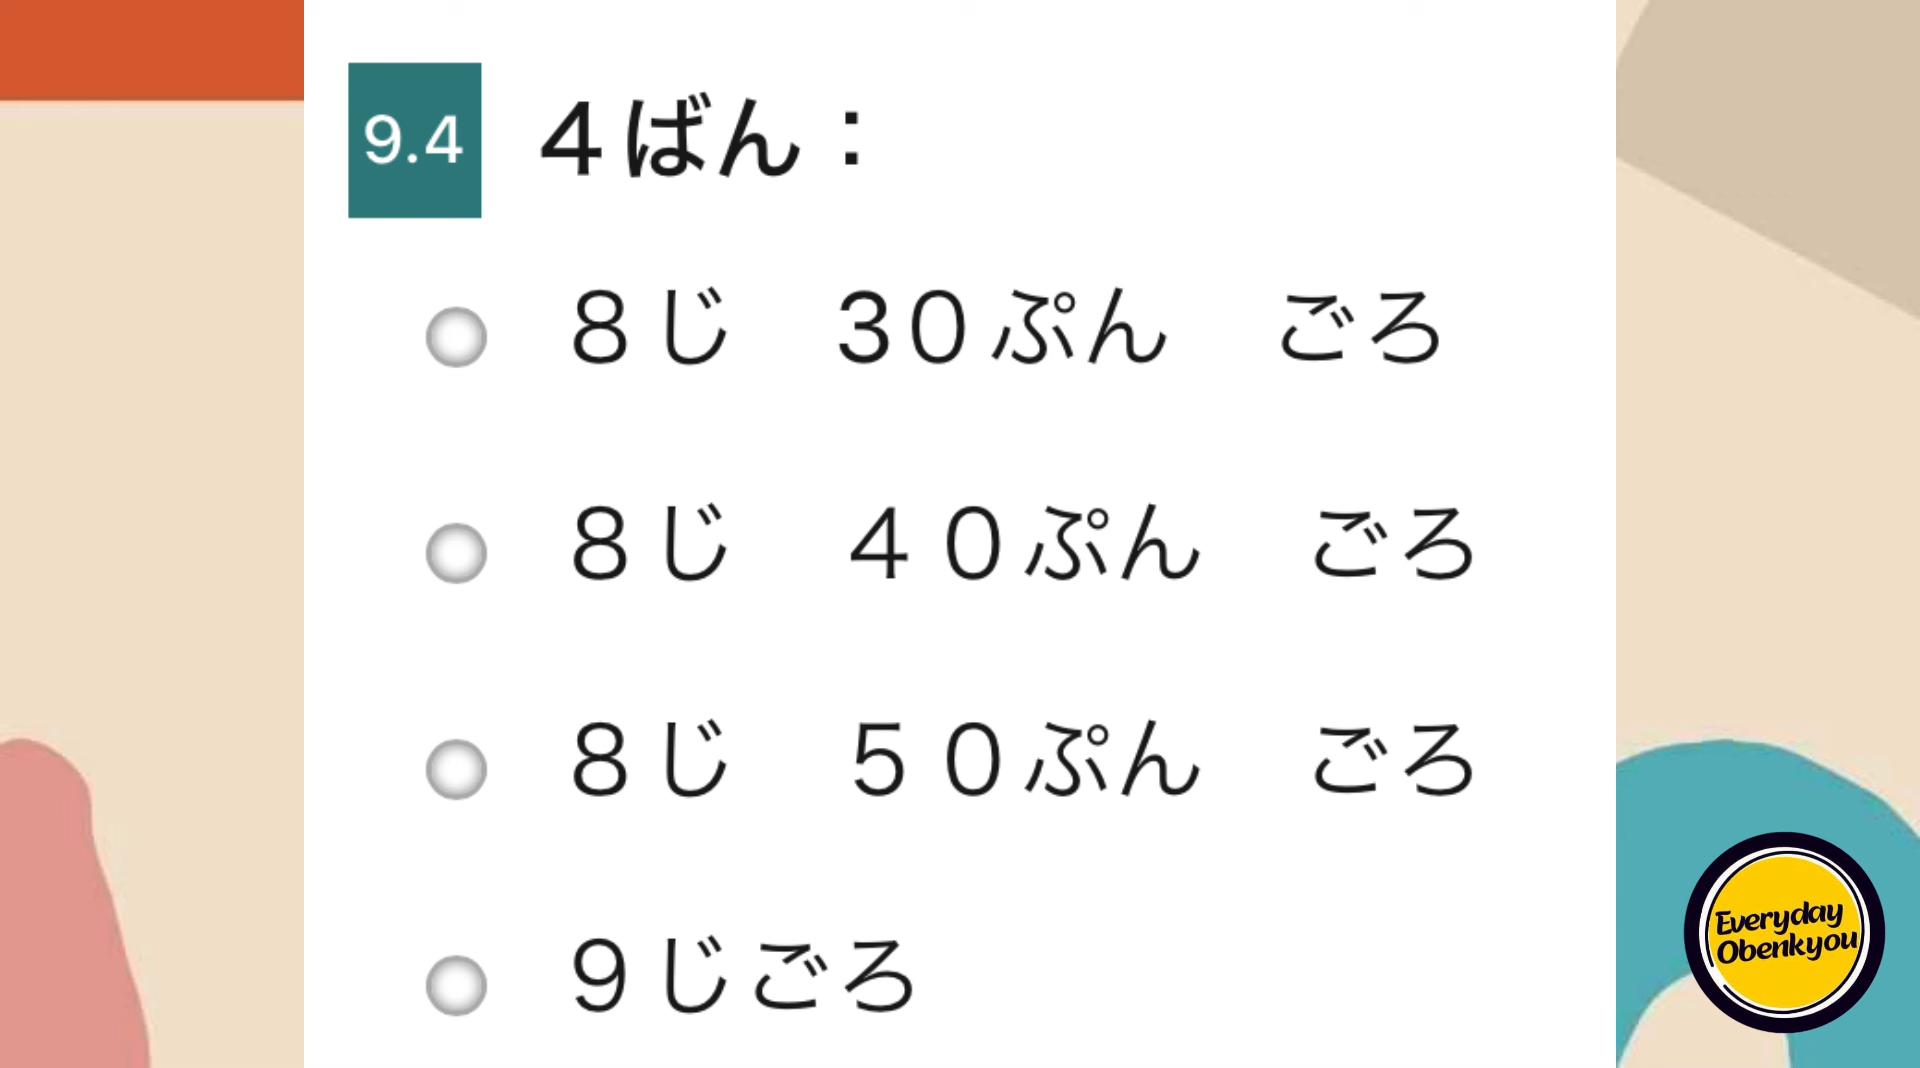 9.4 4ばん：
8じ　30ぷん　ごろ
8じ　４０ぷん　ごろ
8じ　５０ぷん　ごろ
9じごろ
Everyday
Obenkyou